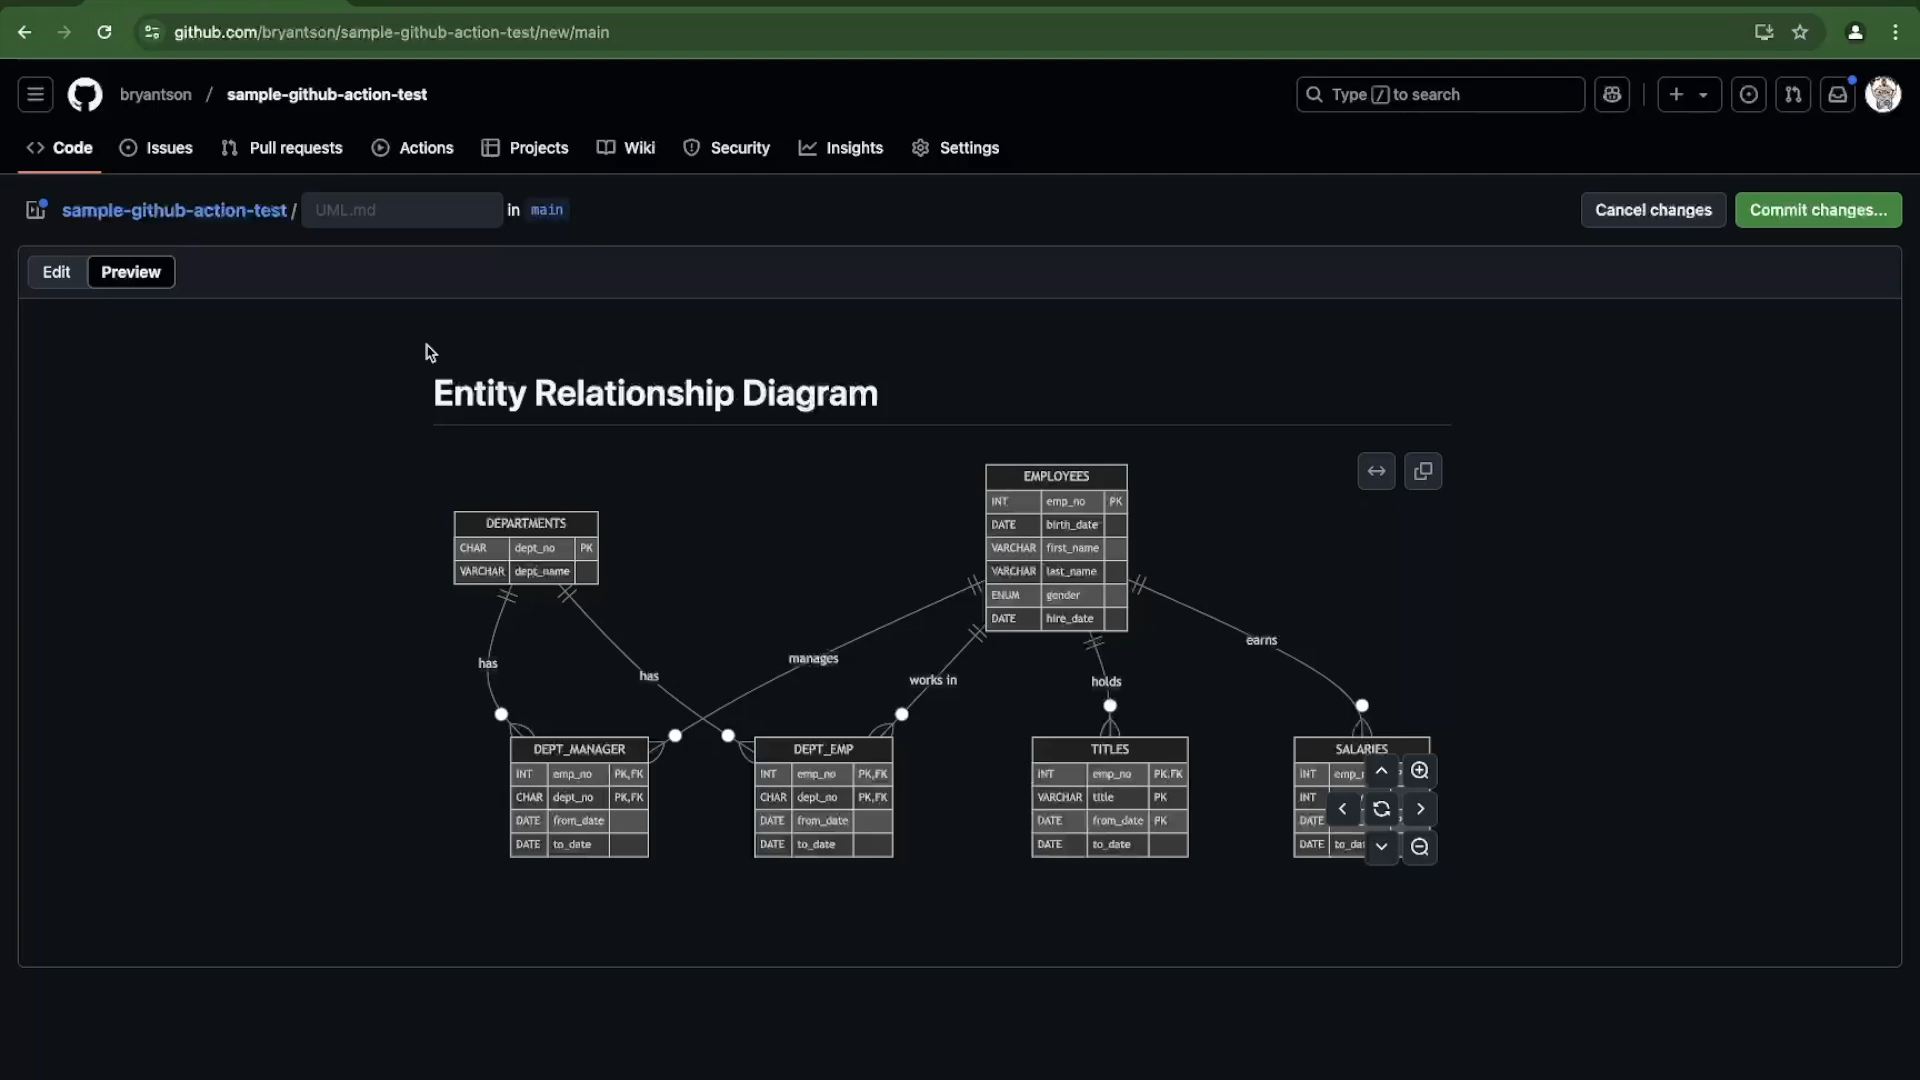 github.com/bryantson/sample-github-action-test/new/main
bryantson / sample-github-action-test
Type / to search
Code Issues Pull requests Actions Projects Wiki Security Insights Settings
sample-github-action-test / UML.md in main
Cancel changes Commit changes...
Edit Preview
Entity Relationship Diagram
EMPLOYEES
INT emp_no PK
DATE birth_date
VARCHAR first_name
VARCHAR last_name
ENUM gender
DATE hire_date
DEPARTMENTS
CHAR dept_no PK
VARCHAR dept_name
has
has
manages
works in
holds
earns
DEPT_MANAGER
INT emp_no PK,FK
CHAR dept_no PK,FK
DATE from_date
DATE to_date
DEPT_EMP
INT emp_no PK,FK
CHAR dept_no PK,FK
DATE from_date
DATE to_date
TITLES
INT emp_no PK,FK
VARCHAR title PK
DATE from_date PK
DATE to_date
SALARIES
INT
INT
DATE
DATE